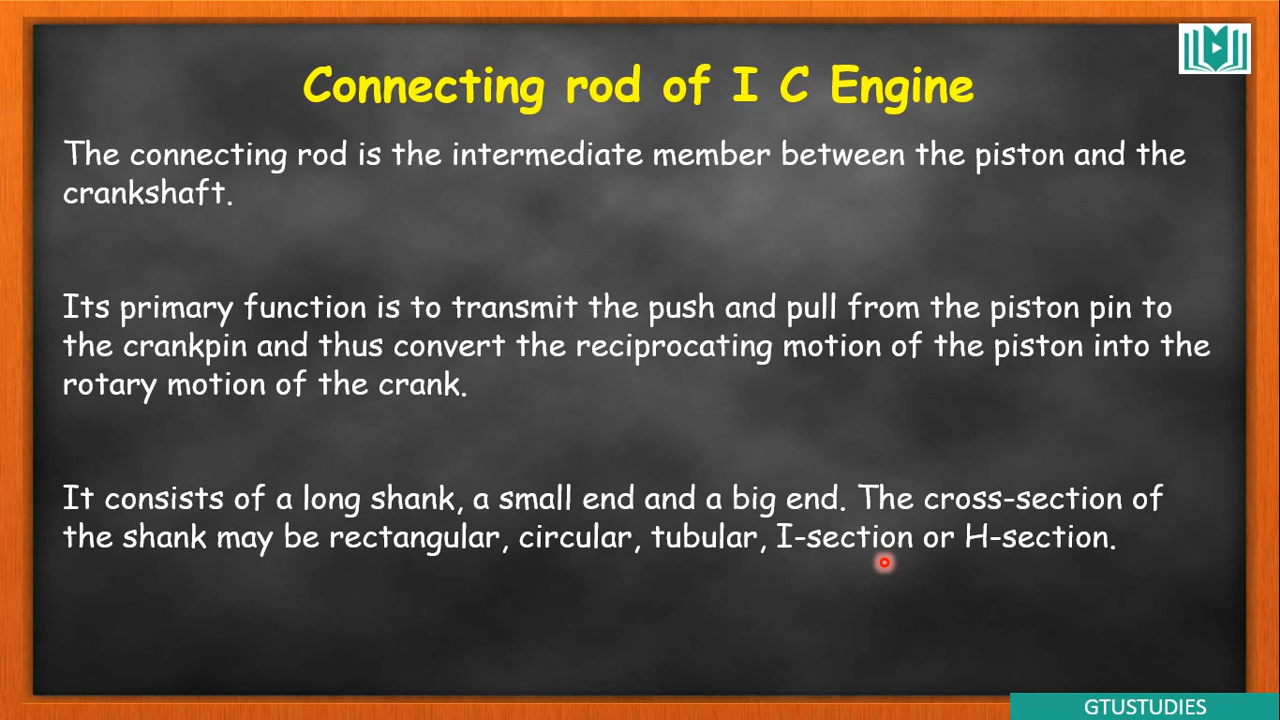 Connecting rod of I C Engine
The connecting rod is the intermediate member between the piston and the
crankshaft.
Its primary function is to transmit the push and pull from the piston pin to
the crankpin and thus convert the reciprocating motion of the piston into the
rotary motion of the crank.
It consists of a long shank, a small end and a big end. The cross-section of
the shank may be rectangular, circular, tubular, I-section or H-section.
GTUSTUDIES